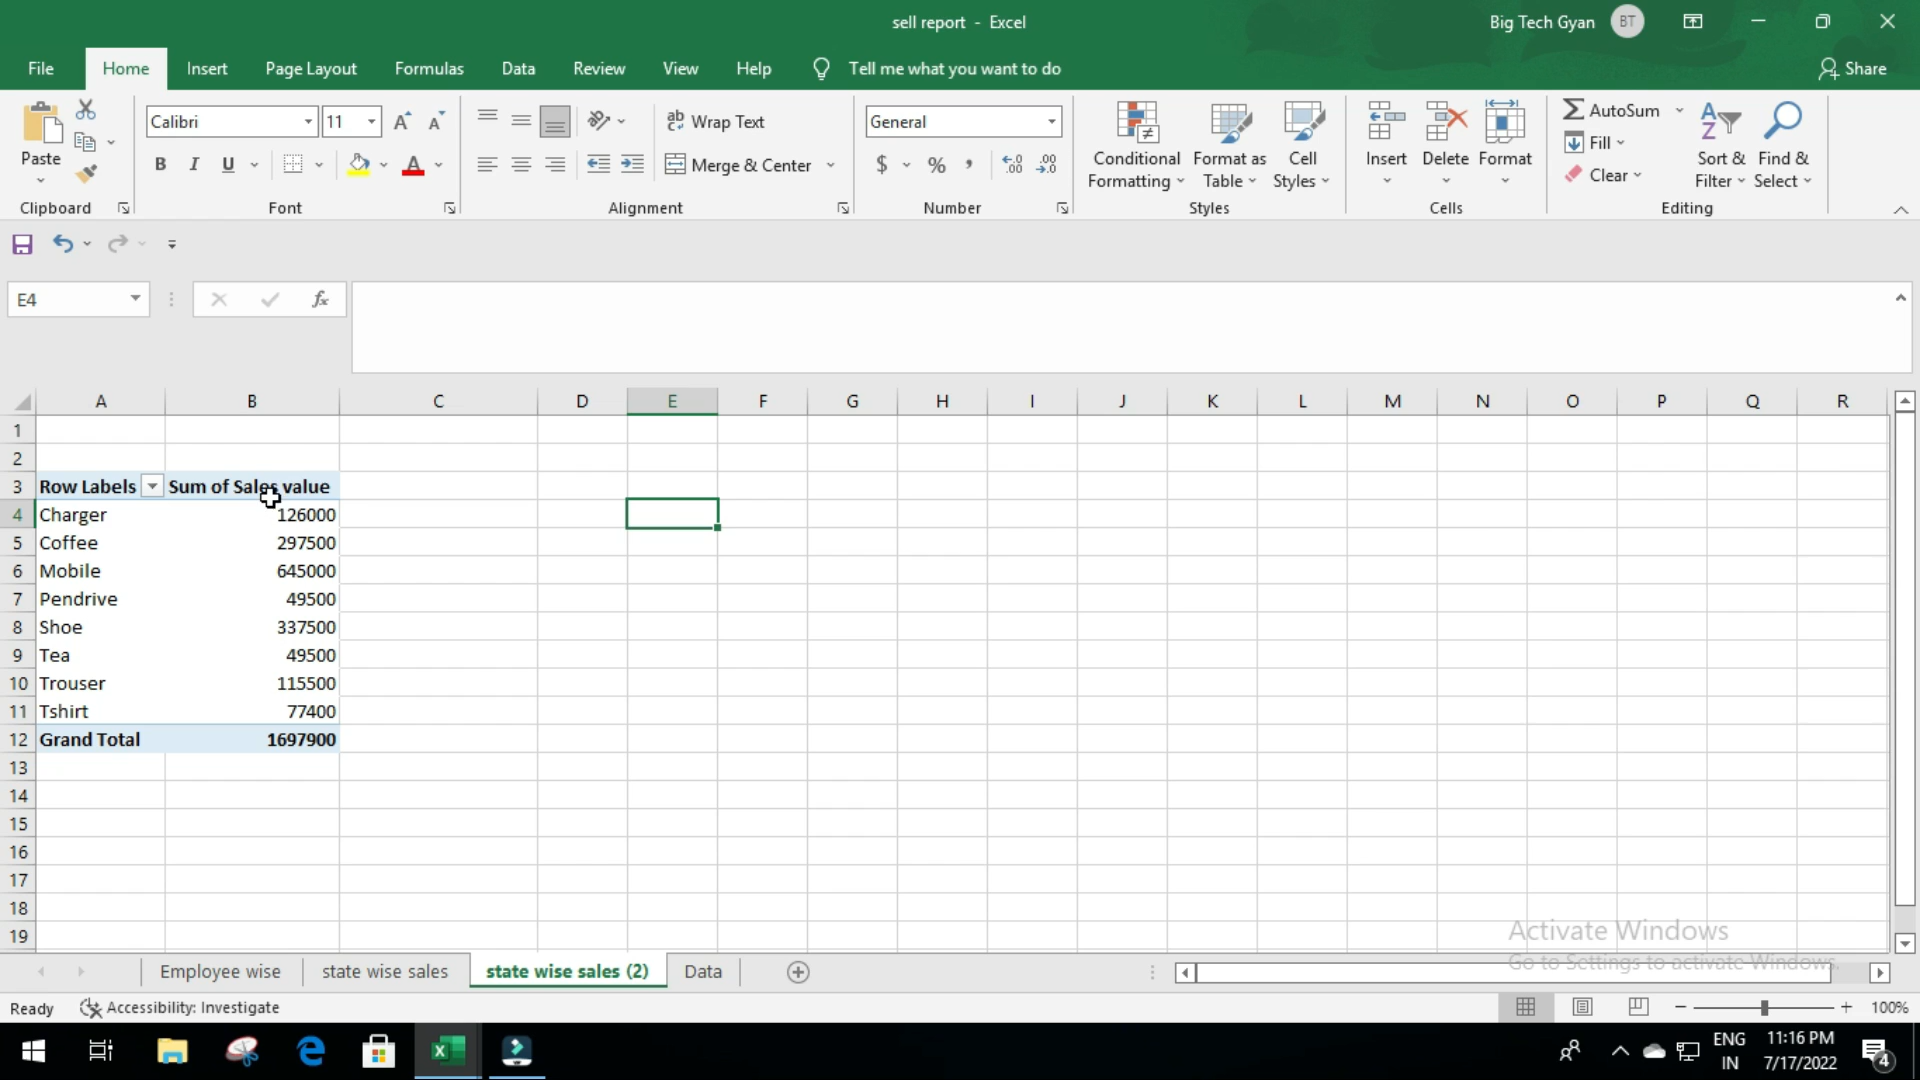 sell report - Excel
Big Tech Gyan BT
File Home Insert Page Layout Formulas Data Review View Help Tell me what you want to do Share
Paste
Calibri 11
B I U A
ab Wrap Text
Merge & Center
General
$ % , .00 .00
Conditional Formatting
Format as Table
Cell Styles
Insert Delete Format
AutoSum
Fill
Clear
Sort & Filter
Find & Select
Clipboard Font Alignment Number Styles Cells Editing
E4 fx
A B C D E F G H I J K L M N O P Q R
1
2
3 Row Labels Sum of Sales value
4 Charger 126000
5 Coffee 297500
6 Mobile 645000
7 Pendrive 49500
8 Shoe 337500
9 Tea 49500
10 Trouser 115500
11 Tshirt 77400
12 Grand Total 1697900
13
14
15
16
17
18
19
Activate Windows
Go to Settings to activate Windows.
Employee wise state wise sales state wise sales (2) Data
Ready Accessibility: Investigate 100%
ENG 11:16 PM
IN 7/17/2022 4